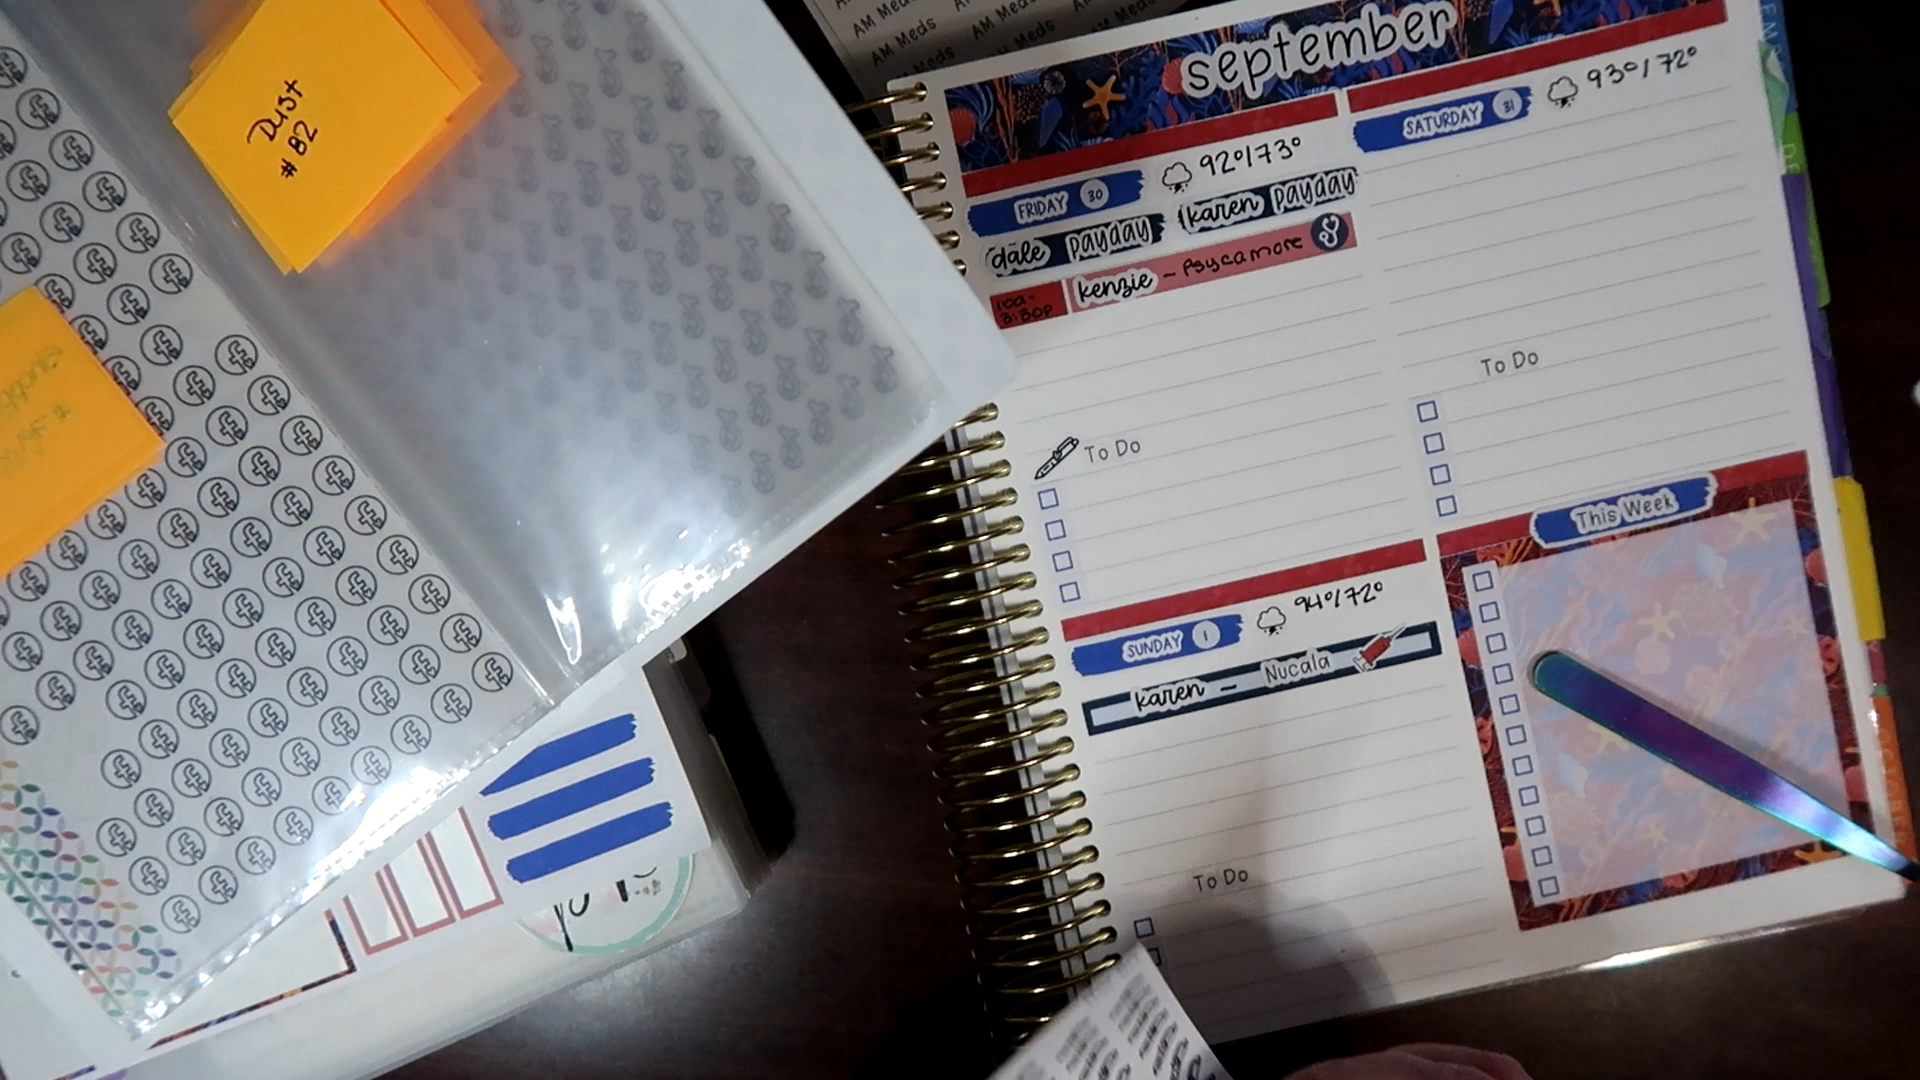 Dust
#82
AM Meds
AM Meds
AM Meds
september
FRIDAY 30
92°/73°
dale payday
karen payday
10a-
3:30p
kenzie - Psycamore
To Do
SATURDAY 31
93°/72°
To Do
SUNDAY 1
94°/72°
karen - Nucala
To Do
This Week